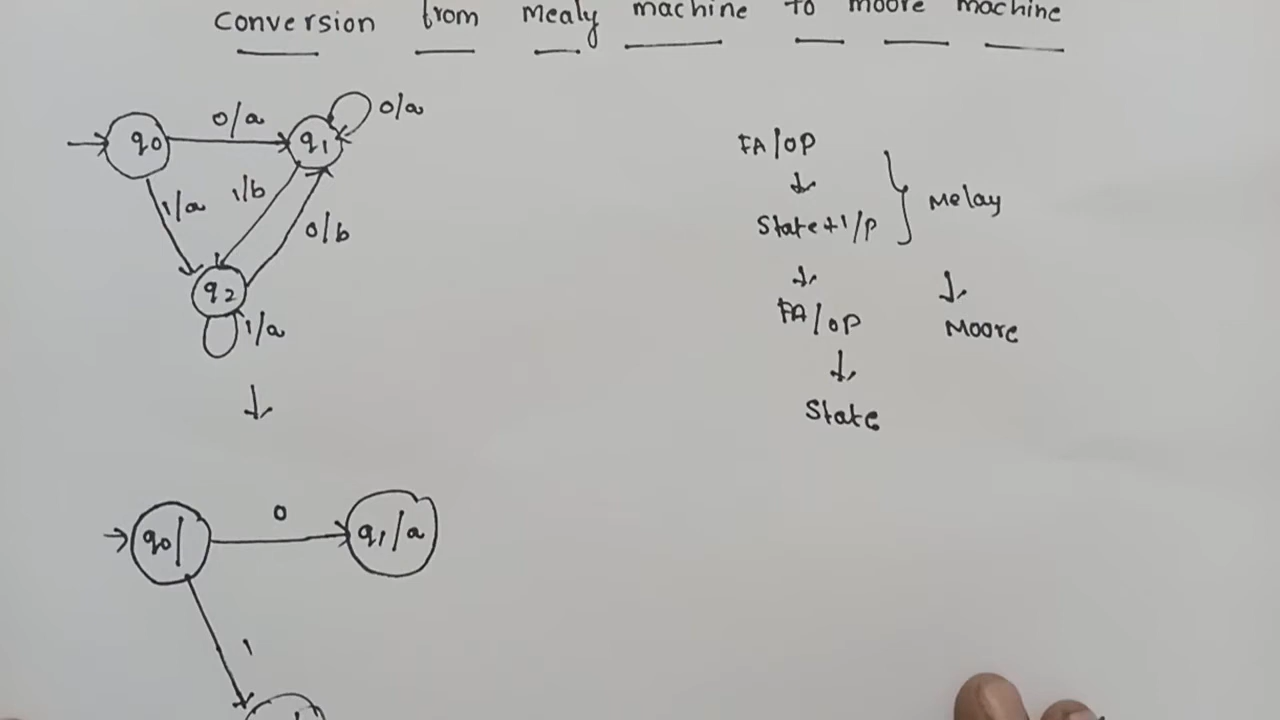 conversion from mealy machine to moore machine
q0
0/a
q1
0/a
1/a
1/b
0/b
q2
1/a
FA/OP
State+1/P
Melay
FA/OP
Moore
State
q0/
0
q1/a
1